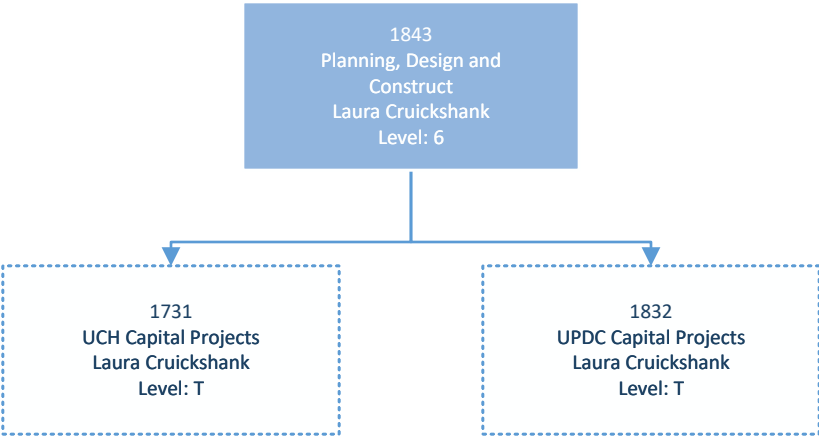 1843
Planning, Design and
Construct
Laura Cruickshank
Level: 6
1731
UCH Capital Projects
Laura Cruickshank
Level: T
1832
UPDC Capital Projects
Laura Cruickshank
Level: T